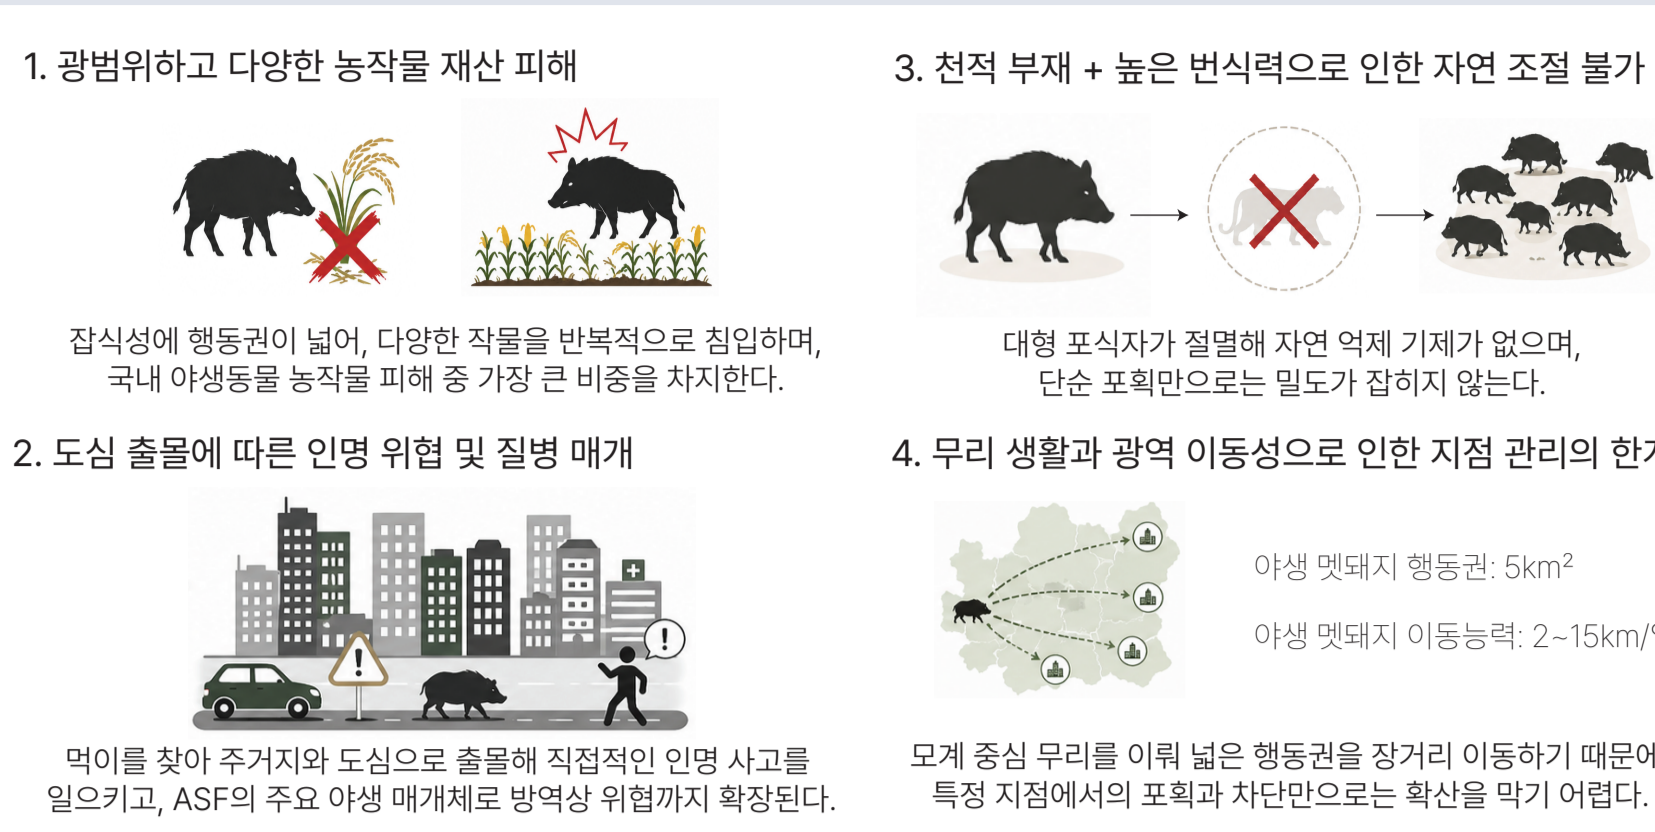 1. 광범위하고 다양한 농작물 재산 피해
잡식성에 행동권이 넓어, 다양한 작물을 반복적으로 침입하며,
국내 야생동물 농작물 피해 중 가장 큰 비중을 차지한다.
2. 도심 출몰에 따른 인명 위협 및 질병 매개
!
!
먹이를 찾아 주거지와 도심으로 출몰해 직접적인 인명 사고를
일으키고, ASF의 주요 야생 매개체로 방역상 위협까지 확장된다.
3. 천적 부재 + 높은 번식력으로 인한 자연 조절 불가
대형 포식자가 절멸해 자연 억제 기제가 없으며,
단순 포획만으로는 밀도가 잡히지 않는다.
4. 무리 생활과 광역 이동성으로 인한 지점 관리의
야생 멧돼지 행동권: 5km²
야생 멧돼지 이동능력: 2~15km/
모계 중심 무리를 이뤄 넓은 행동권을 장거리 이동하기 때문에
특정 지점에서의 포획과 차단만으로는 확산을 막기 어렵다.